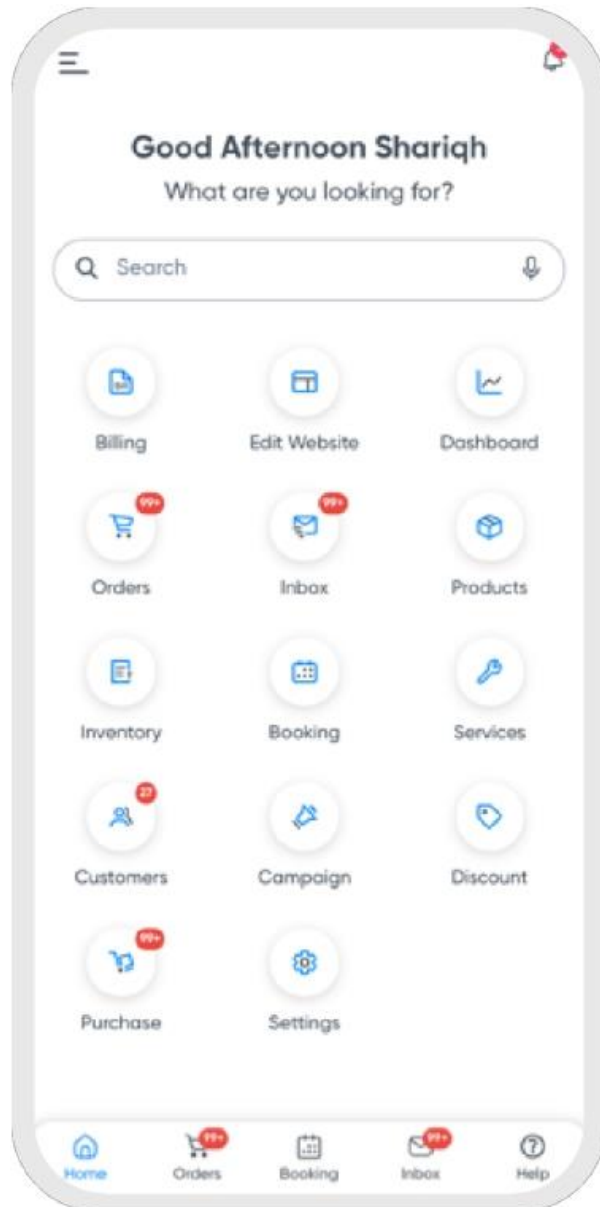 Good Afternoon Shariqh
What are you looking for?
Search
Billing Edit Website Dashboard
99+ 99+
Orders Inbox Products
Inventory Booking Services
27
Customers Campaign Discount
99+
Purchase Settings
99+ 99+
Home Orders Booking Inbox Help